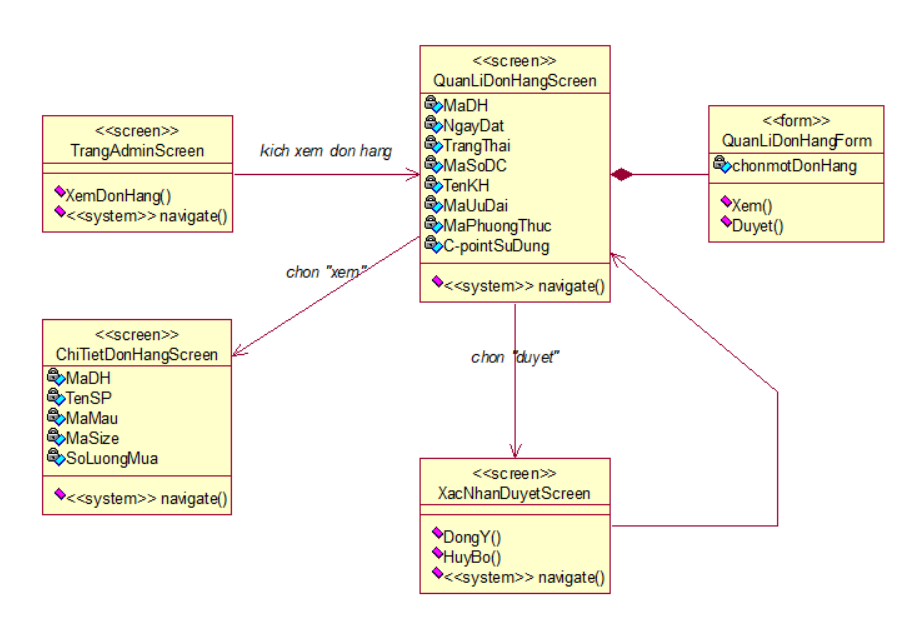 <<screen>>
TrangAdminScreen
XemDonHang()
<<system>> navigate()
kich xem don hang
<<screen>>
QuanLiDonHangScreen
MaDH
NgayDat
TrangThai
MaSoDC
TenKH
MaUuDai
MaPhuongThuc
C-pointSuDung
<<system>> navigate()
<<form>>
QuanLiDonHangForm
chonmotDonHang
Xem()
Duyet()
chon "xem"
<<screen>>
ChiTietDonHangScreen
MaDH
TenSP
MaMau
MaSize
SoLuongMua
<<system>> navigate()
chon "duyet"
<<screen>>
XacNhanDuyetScreen
DongY()
HuyBo()
<<system>> navigate()